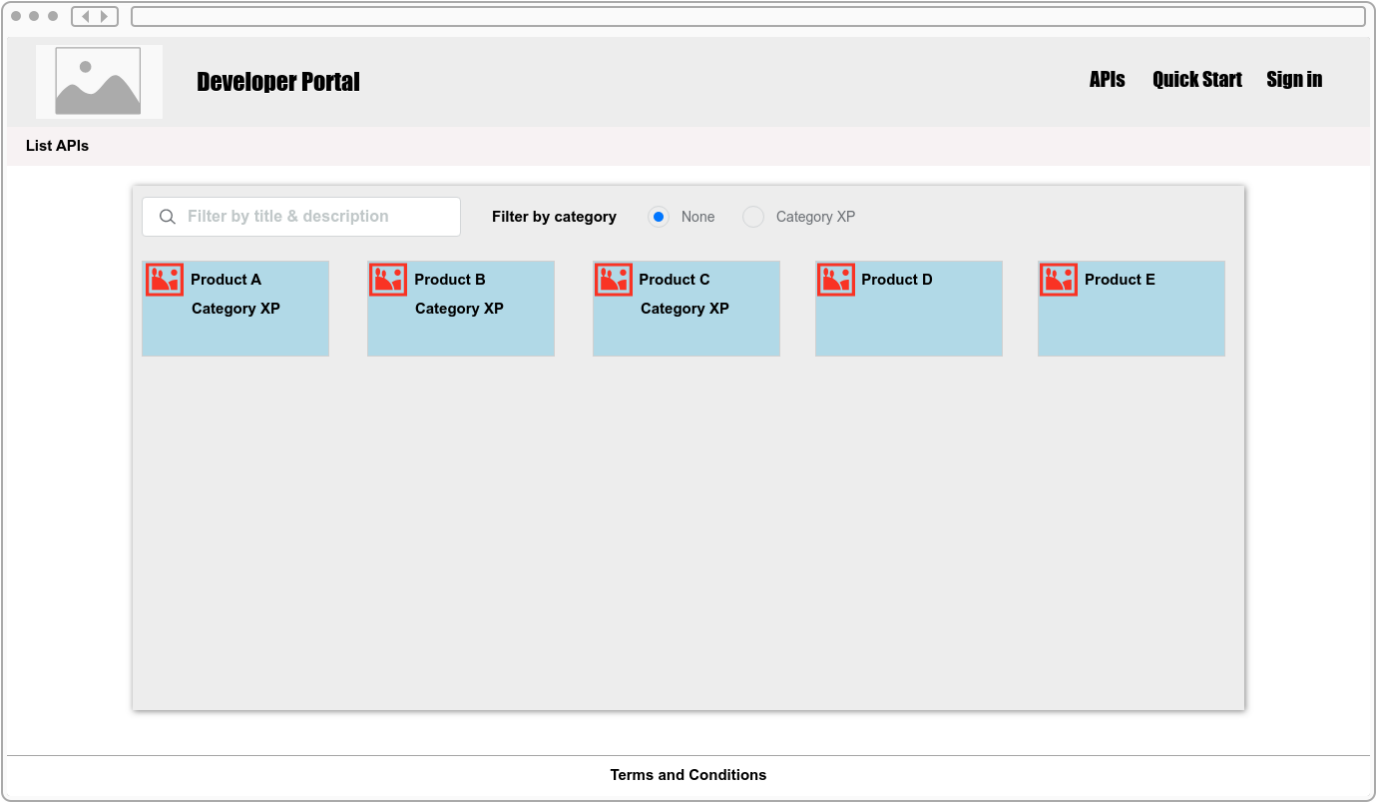 Developer Portal
APIs
Quick Start
Sign in
List APIs
Filter by title & description
Filter by category
None
Category XP
Product A
Category XP
Product B
Category XP
Product C
Category XP
Product D
Product E
Terms and Conditions